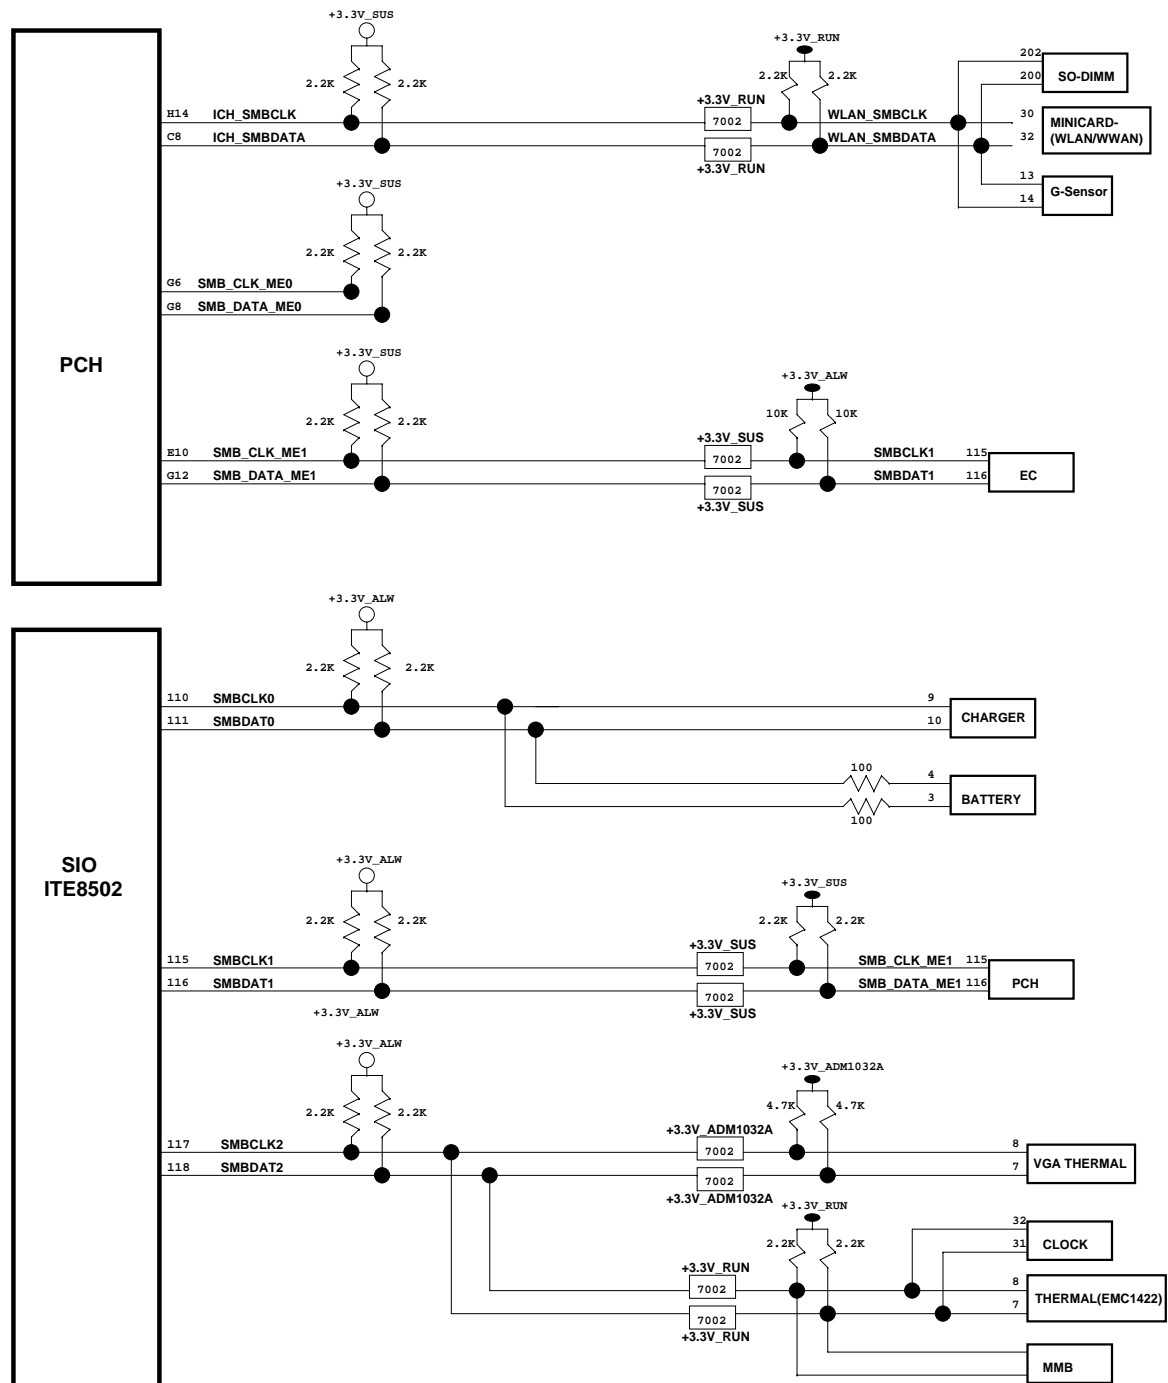 +3.3V_SUS
+3.3V_RUN
202
SO-DIMM
200
2.2K 2.2K
2.2K 2.2K
+3.3V_RUN
H14 ICH_SMBCLK 7002 WLAN_SMBCLK 30
MINICARD-
(WLAN/WWAN)
C8 ICH_SMBDATA 7002 WLAN_SMBDATA 32
+3.3V_RUN
13
G-Sensor
14
+3.3V_SUS
2.2K 2.2K
G6 SMB_CLK_ME0
G8 SMB_DATA_ME0
PCH
+3.3V_SUS
+3.3V_ALW
2.2K 2.2K
10K 10K
+3.3V_SUS
E10 SMB_CLK_ME1 7002 SMBCLK1 115
EC
G12 SMB_DATA_ME1 7002 SMBDAT1 116
+3.3V_SUS
+3.3V_ALW
2.2K 2.2K
110 SMBCLK0 9
CHARGER
111 SMBDAT0 10
100 4
BATTERY
3
100
SIO
ITE8502
+3.3V_ALW
+3.3V_SUS
2.2K 2.2K
2.2K 2.2K
+3.3V_SUS
115 SMBCLK1 7002 SMB_CLK_ME1 115
PCH
116 SMBDAT1 7002 SMB_DATA_ME1 116
+3.3V_SUS
+3.3V_ALW
+3.3V_ALW
+3.3V_ADM1032A
2.2K 2.2K
4.7K 4.7K
+3.3V_ADM1032A
117 SMBCLK2 7002 8
VGA THERMAL
118 SMBDAT2 7002 7
+3.3V_ADM1032A
+3.3V_RUN
32
CLOCK
31
2.2K 2.2K
+3.3V_RUN
7002 8
THERMAL(EMC1422)
7002 7
+3.3V_RUN
MMB